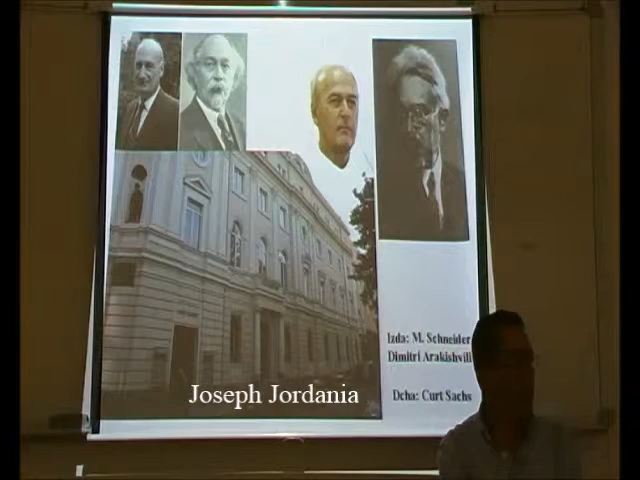 Izda: M. Schneider
Dimitri Arakishvili
Joseph Jordania
Dcha: Curt Sachs